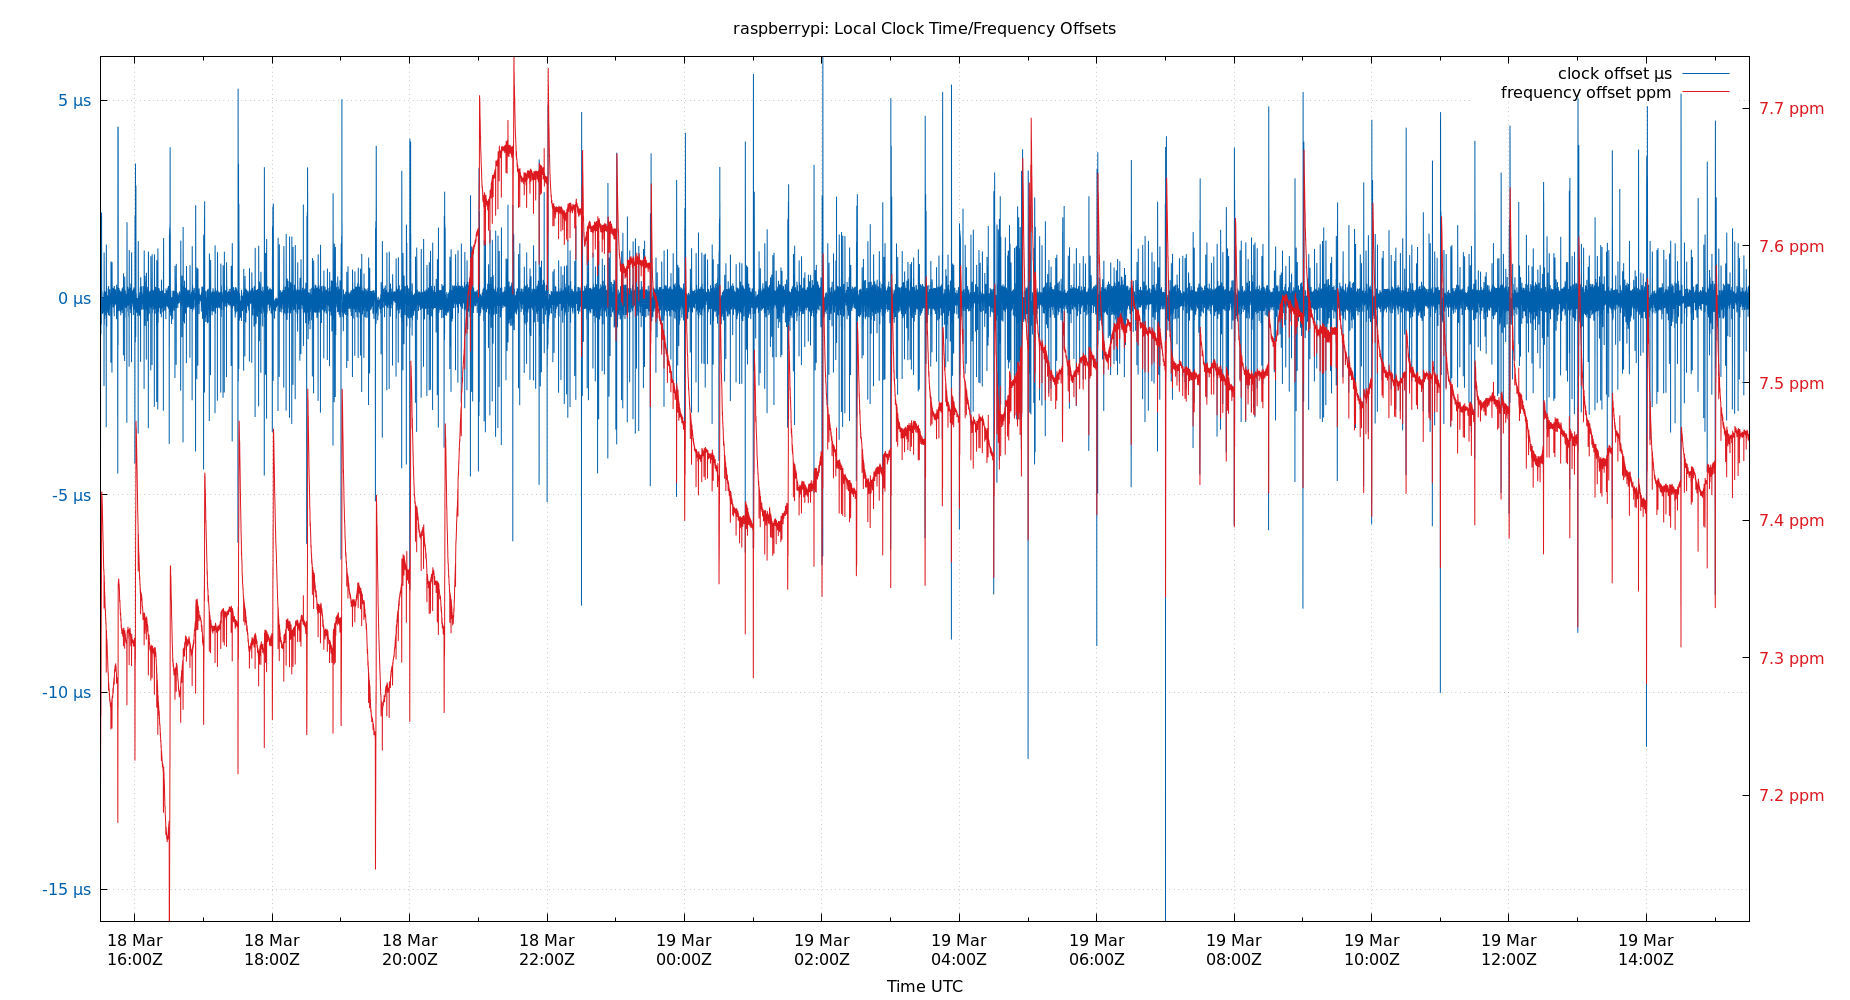 raspberrypi: Local Clock Time/Frequency Offsets
clock offset µs
frequency offset ppm
5 µs
0 µs
-5 µs
-10 µs
-15 µs
7.7 ppm
7.6 ppm
7.5 ppm
7.4 ppm
7.3 ppm
7.2 ppm
18 Mar 18 Mar 18 Mar 18 Mar 19 Mar 19 Mar 19 Mar 19 Mar 19 Mar 19 Mar 19 Mar 19 Mar
16:00Z 18:00Z 20:00Z 22:00Z 00:00Z 02:00Z 04:00Z 06:00Z 08:00Z 10:00Z 12:00Z 14:00Z
Time UTC